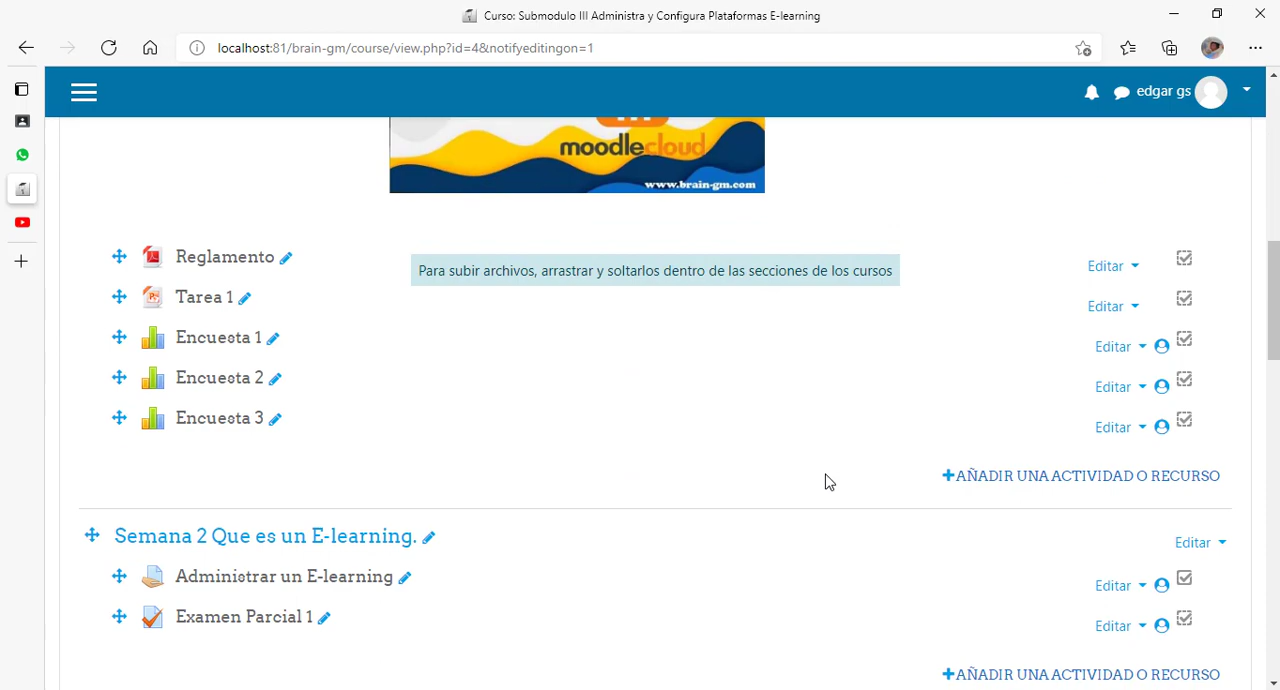 Curso: Submodulo III Administra y Configura Plataformas E-learning
localhost:81/brain-gm/course/view.php?id=4&notifyeditingon=1
edgar gs
moodlecloud
www.brain-gm.com
Para subir archivos, arrastrar y soltarlos dentro de las secciones de los cursos
Reglamento Editar
Tarea 1 Editar
Encuesta 1 Editar
Encuesta 2 Editar
Encuesta 3 Editar
AÑADIR UNA ACTIVIDAD O RECURSO
Semana 2 Que es un E-learning. Editar
Administrar un E-learning Editar
Examen Parcial 1 Editar
AÑADIR UNA ACTIVIDAD O RECURSO